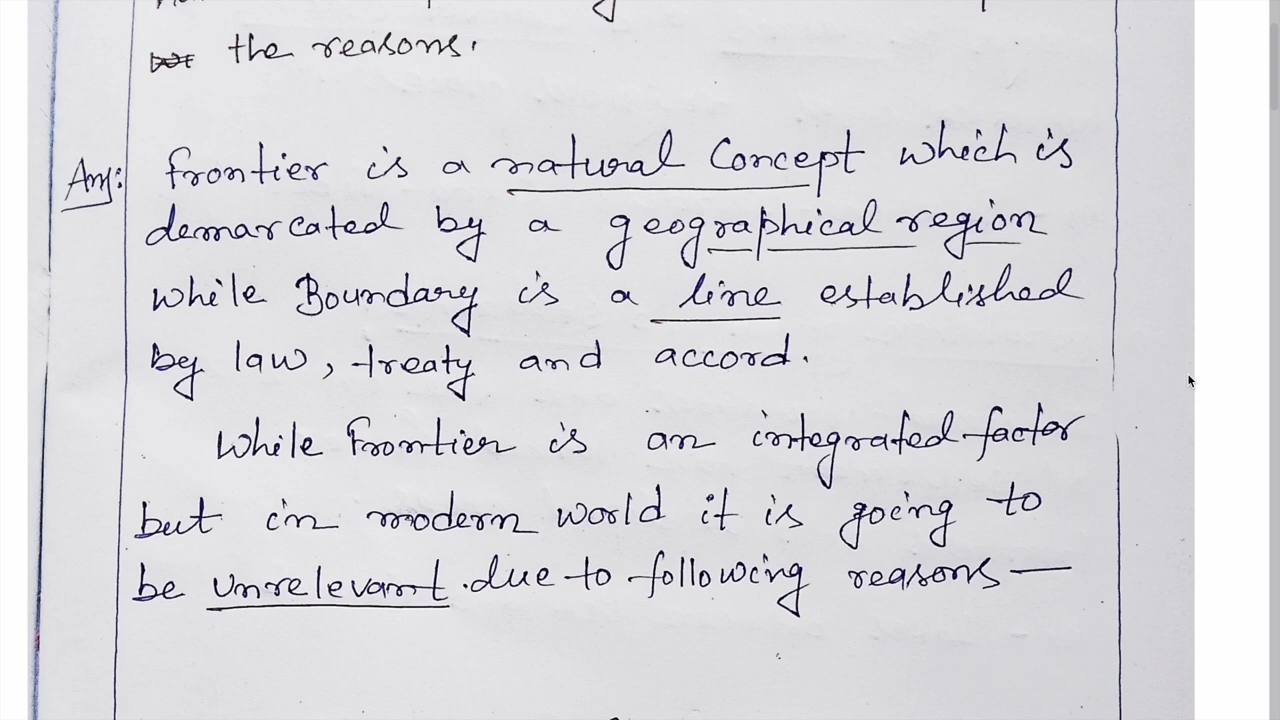 the reasons.
Ans: Frontier is a natural Concept which is
demarcated by a geographical region
while Boundary is a line established
by law, treaty and accord.
While Frontier is an integrated factor
but in modern world it is going to
be unrelevant due to following reasons —